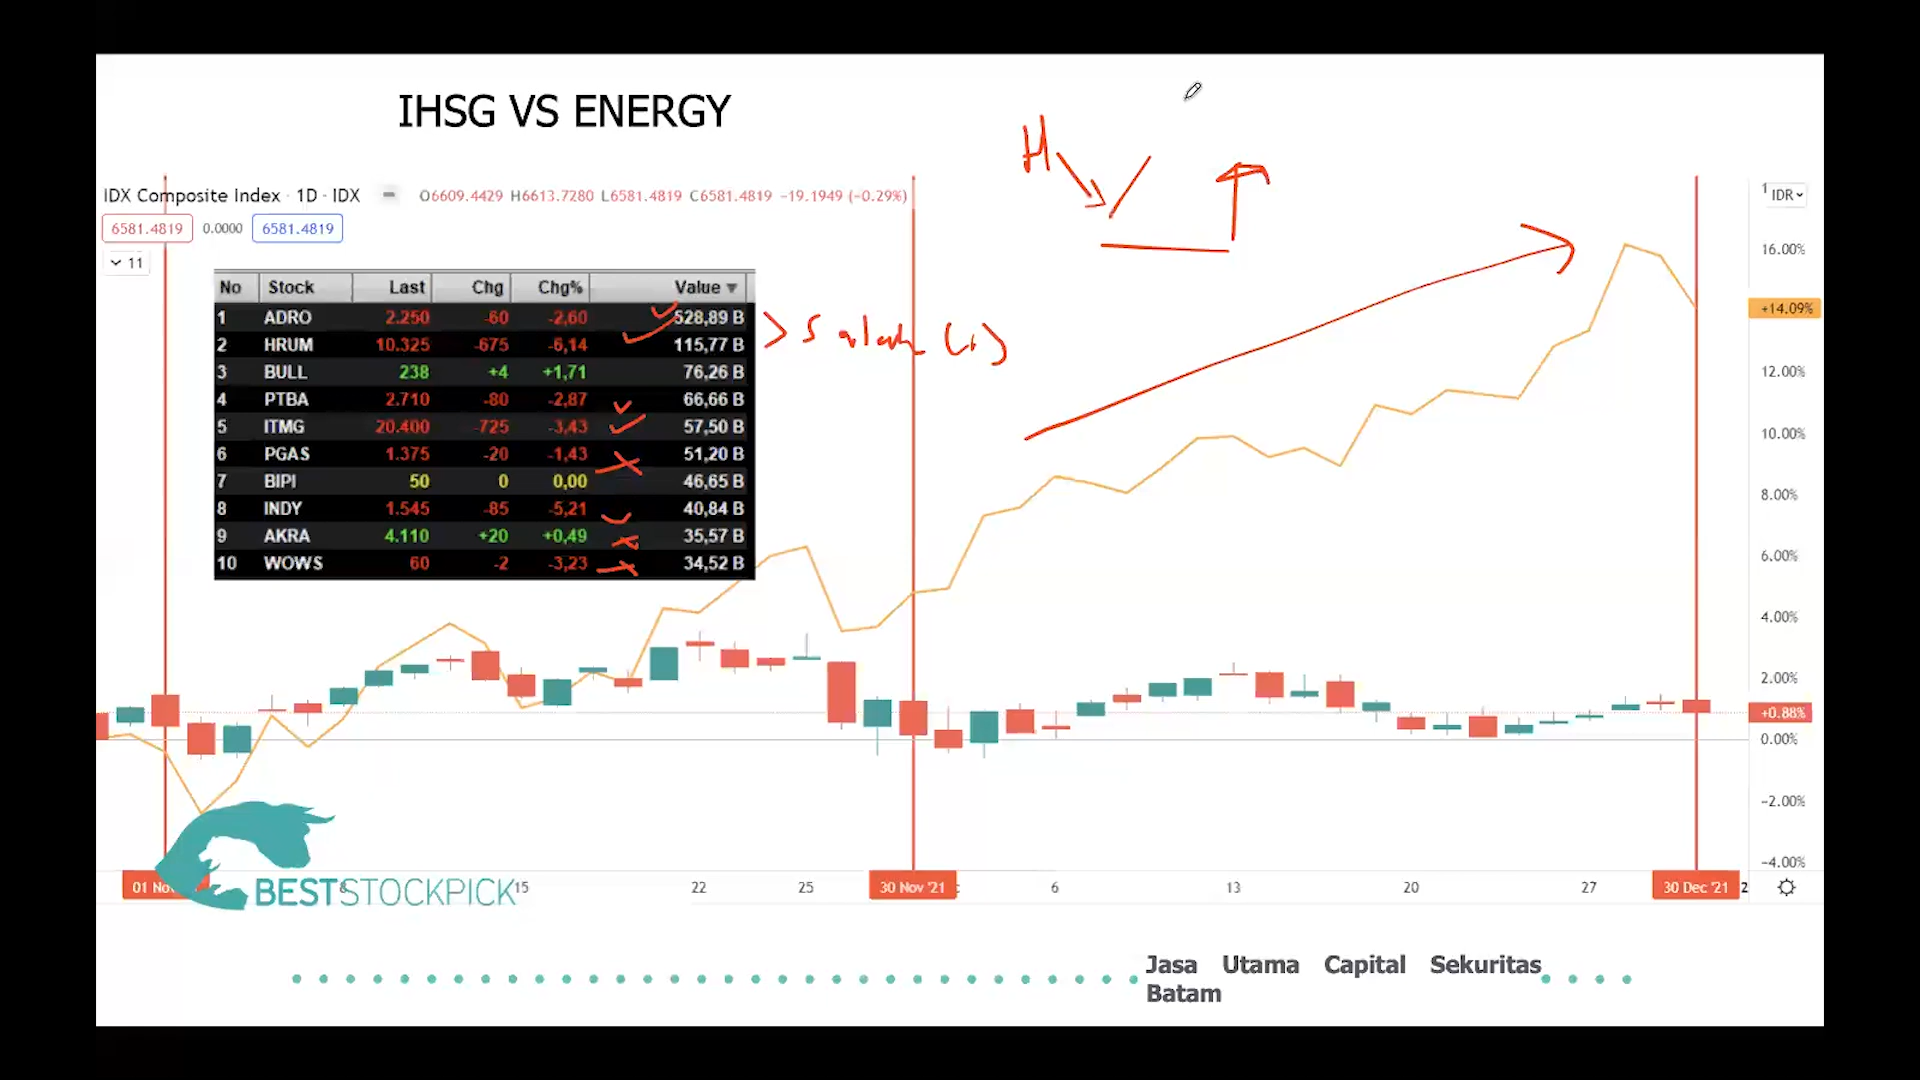 IHSG VS ENERGY
H
IDX Composite Index · 1D · IDX O6609.4429 H6613.7280 L6581.4819 C6581.4819 −19.1949 (−0.29%)
IDR
6581.4819 0.0000 6581.4819
11
No Stock Last Chg Chg% Value
1 ADRO 2.250 -60 -2,60 528,89 B
2 HRUM 10.325 -675 -6,14 115,77 B
3 BULL 238 +4 +1,71 76,26 B
4 PTBA 2.710 -80 -2,87 66,66 B
5 ITMG 20.400 -725 -3,43 57,50 B
6 PGAS 1.375 -20 -1,43 51,20 B
7 BIPI 50 0 0,00 46,65 B
8 INDY 1.545 -85 -5,21 40,84 B
9 AKRA 4.110 +20 +0,49 35,57 B
10 WOWS 60 -2 -3,23 34,52 B
16.00%
+14.09%
12.00%
10.00%
8.00%
6.00%
4.00%
2.00%
+0.88%
0.00%
−2.00%
−4.00%
01 Nov 8 15 22 25 30 Nov '21 6 13 20 27 30 Dec '21 2
BESTSTOCKPICK
Jasa Utama Capital Sekuritas
Batam